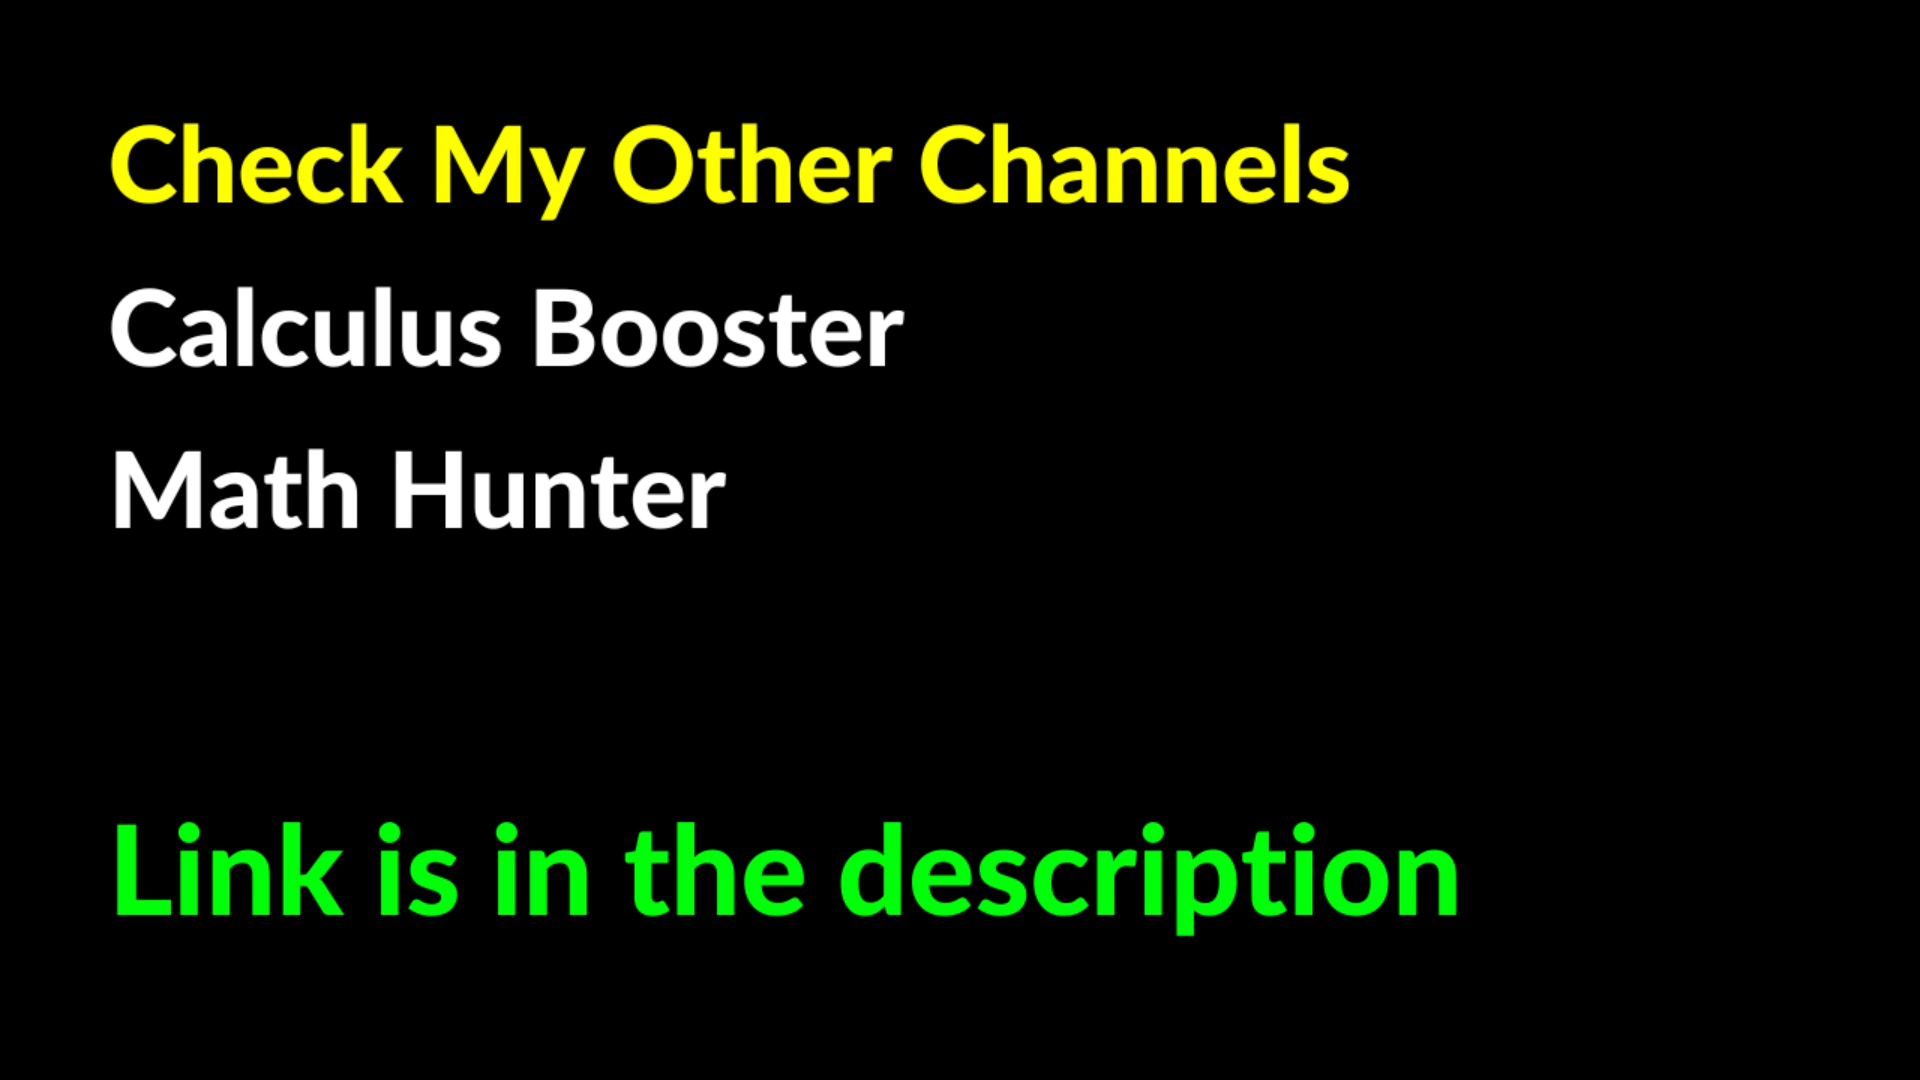 Check My Other Channels
Calculus Booster
Math Hunter
Link is in the description